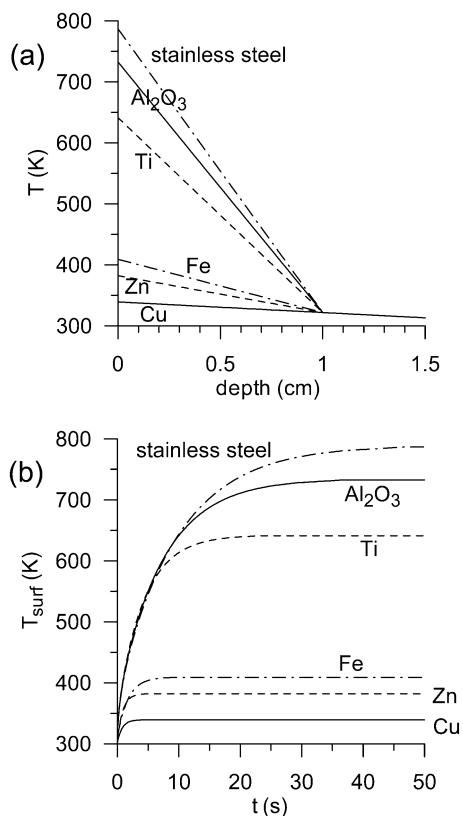 (a)
800
700
600
500
400
300
T (K)
stainless steel
Al2O3
Ti
Fe
Zn
Cu
0
0.5
1
1.5
depth (cm)
(b)
800
700
600
500
400
300
Tsurf (K)
stainless steel
Al2O3
Ti
Fe
Zn
Cu
0
10
20
30
40
50
t (s)